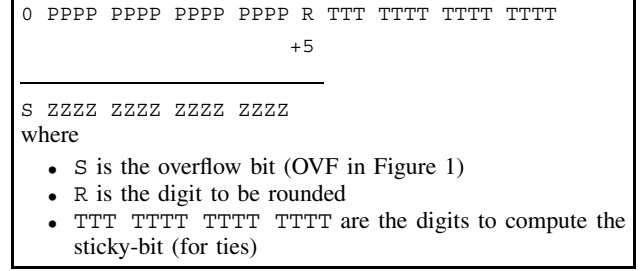 0 PPPP PPPP PPPP PPPP R TTT TTTT TTTT TTTT
+5
S ZZZZ ZZZZ ZZZZ ZZZZ
where
• S is the overflow bit (OVF in Figure 1)
• R is the digit to be rounded
• TTT TTTT TTTT TTTT are the digits to compute the
sticky-bit (for ties)